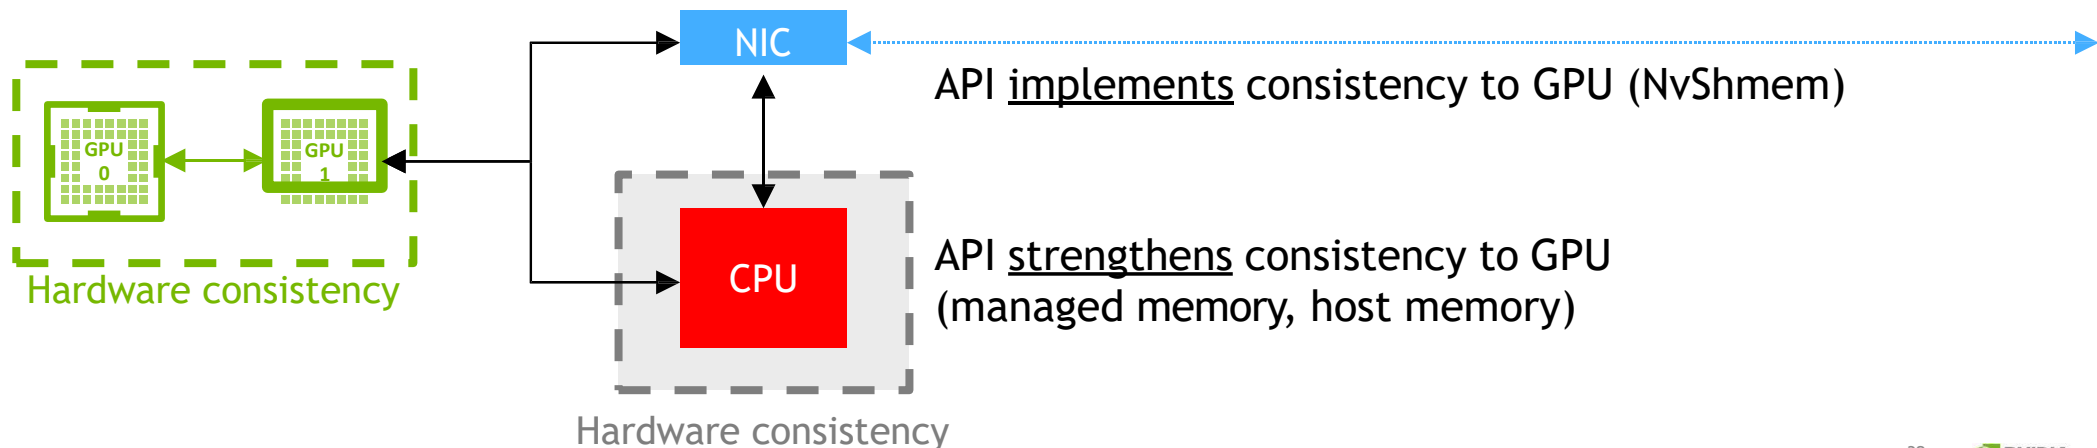 NIC
API implements consistency to GPU (NvShmem)
GPU
0
GPU
1
CPU
API strengthens consistency to GPU
(managed memory, host memory)
Hardware consistency
Hardware consistency